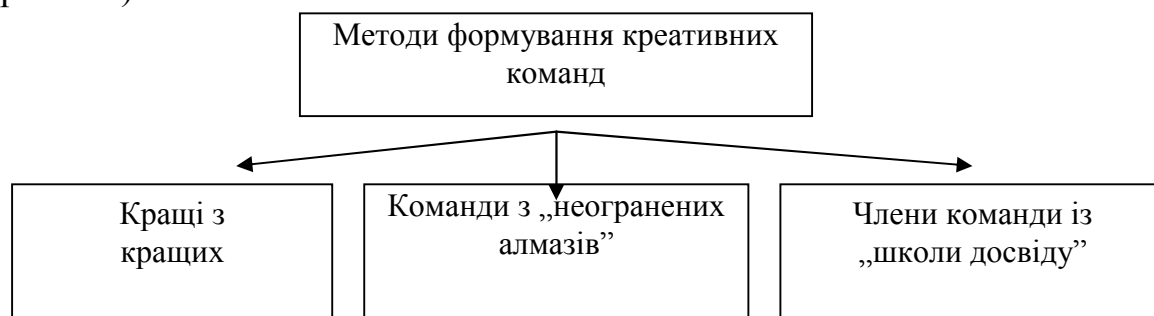 Методи формування креативних
команд
Кращі з
кращих
Команди з „неогранених
алмазів”
Члени команди із
„школи досвіду”